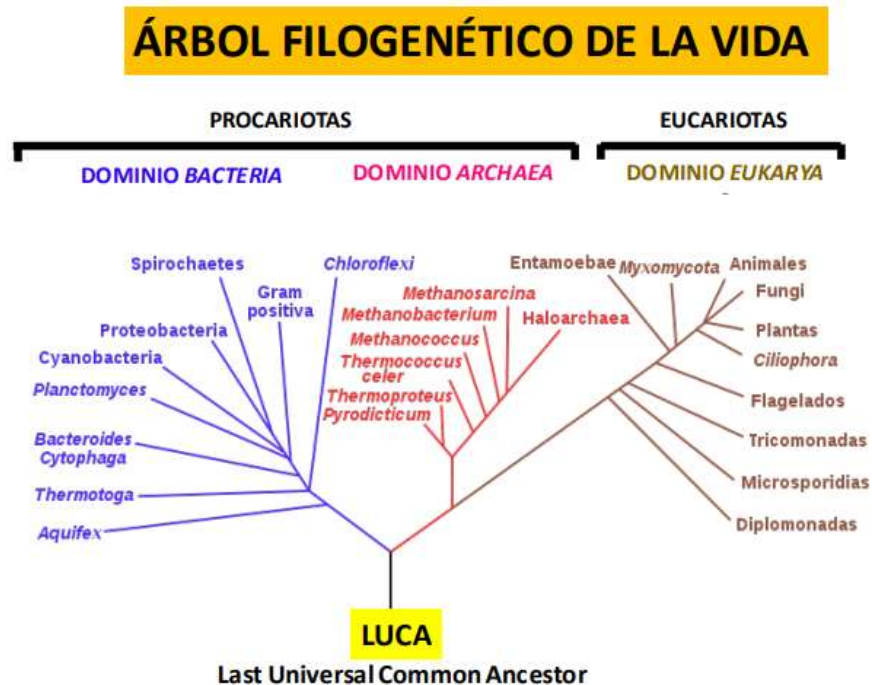 ÁRBOL FILOGENÉTICO DE LA VIDA
PROCARIOTAS
EUCARIOTAS
DOMINIO BACTERIA
DOMINIO ARCHAEA
DOMINIO EUKARYA
Spirochaetes
Chloroflexi
Gram
positiva
Proteobacteria
Cyanobacteria
Planctomyces
Bacteroides
Cytophaga
Thermotoga
Aquifex
Methanosarcina
Methanobacterium
Haloarchaea
Methanococcus
Thermococcus
celer
Thermoproteus
Pyrodicticum
Entamoebae
Myxomycota
Animales
Fungi
Plantas
Ciliophora
Flagelados
Tricomonadas
Microsporidias
Diplomonadas
LUCA
Last Universal Common Ancestor